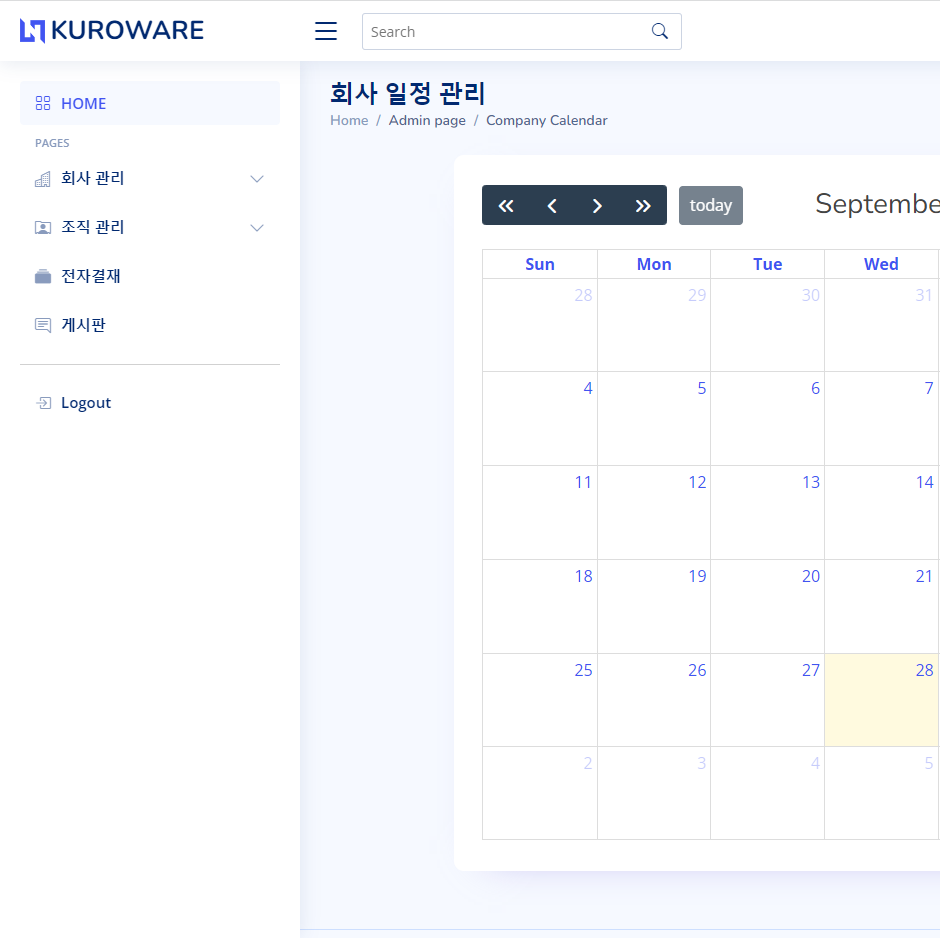 KUROWARE
Search
HOME
PAGES
회사 관리
조직 관리
전자결재
게시판
Logout
회사 일정 관리
Home / Admin page / Company Calendar
today
Septembe
Sun Mon Tue Wed
28 29 30 31
4 5 6 7
11 12 13 14
18 19 20 21
25 26 27 28
2 3 4 5